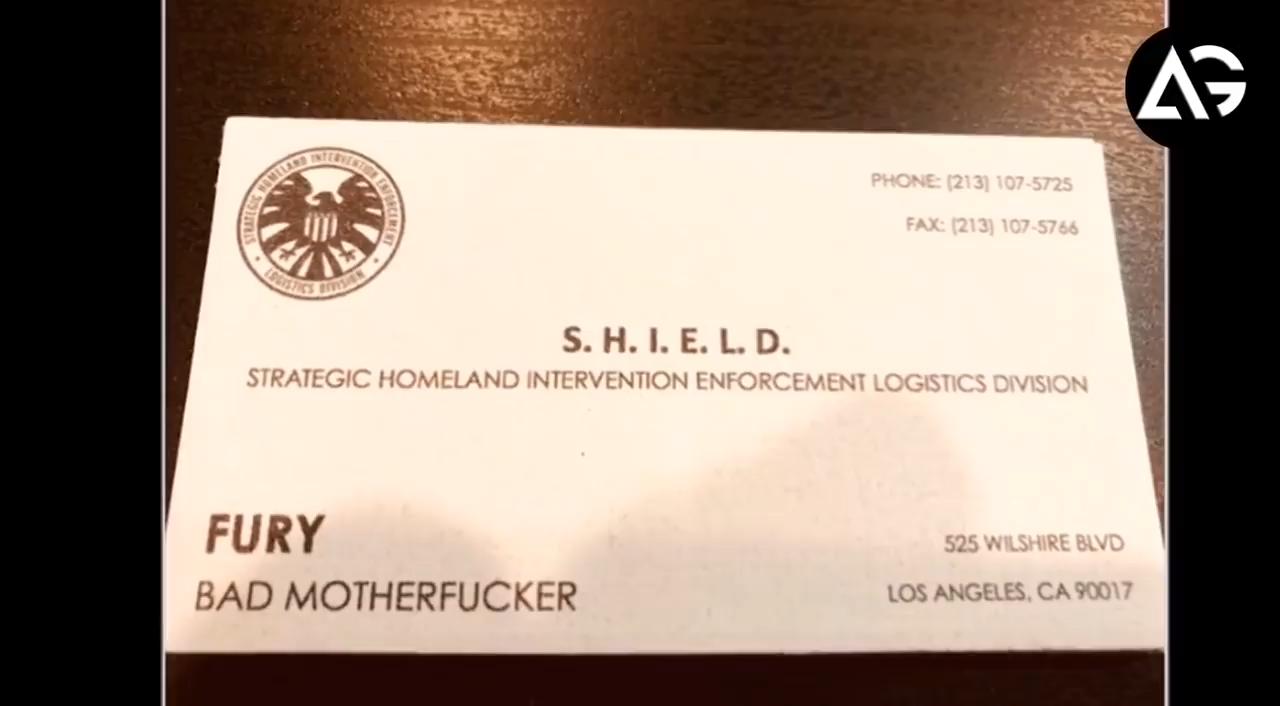 AG
STRATEGIC HOMELAND INTERVENTION ENFORCEMENT
LOGISTICS DIVISION
PHONE: (213) 107-5725
FAX: (213) 107-5766
S. H. I. E. L. D.
STRATEGIC HOMELAND INTERVENTION ENFORCEMENT LOGISTICS DIVISION
FURY
BAD MOTHERFUCKER
525 WILSHIRE BLVD
LOS ANGELES, CA 90017